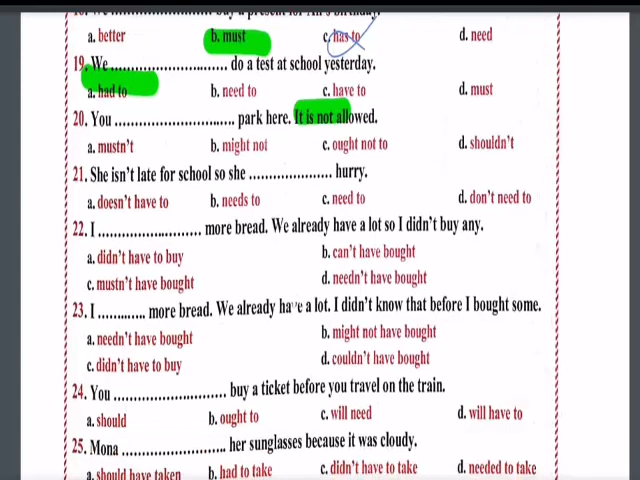 a. better b. must c. has to d. need
19. We ............................ do a test at school yesterday.
a. had to b. need to c. have to d. must
20. You ............................ park here. It is not allowed.
a. mustn't b. might not c. ought not to d. shouldn't
21. She isn't late for school so she .................... hurry.
a. doesn't have to b. needs to c. need to d. don't need to
22. I ......................... more bread. We already have a lot so I didn't buy any.
a. didn't have to buy b. can't have bought
c. mustn't have bought d. needn't have bought
23. I ............ more bread. We already have a lot. I didn't know that before I bought some.
a. needn't have bought b. might not have bought
c. didn't have to buy d. couldn't have bought
24. You ........................... buy a ticket before you travel on the train.
a. should b. ought to c. will need d. will have to
25. Mona ......................... her sunglasses because it was cloudy.
a. should have taken b. had to take c. didn't have to take d. needed to take